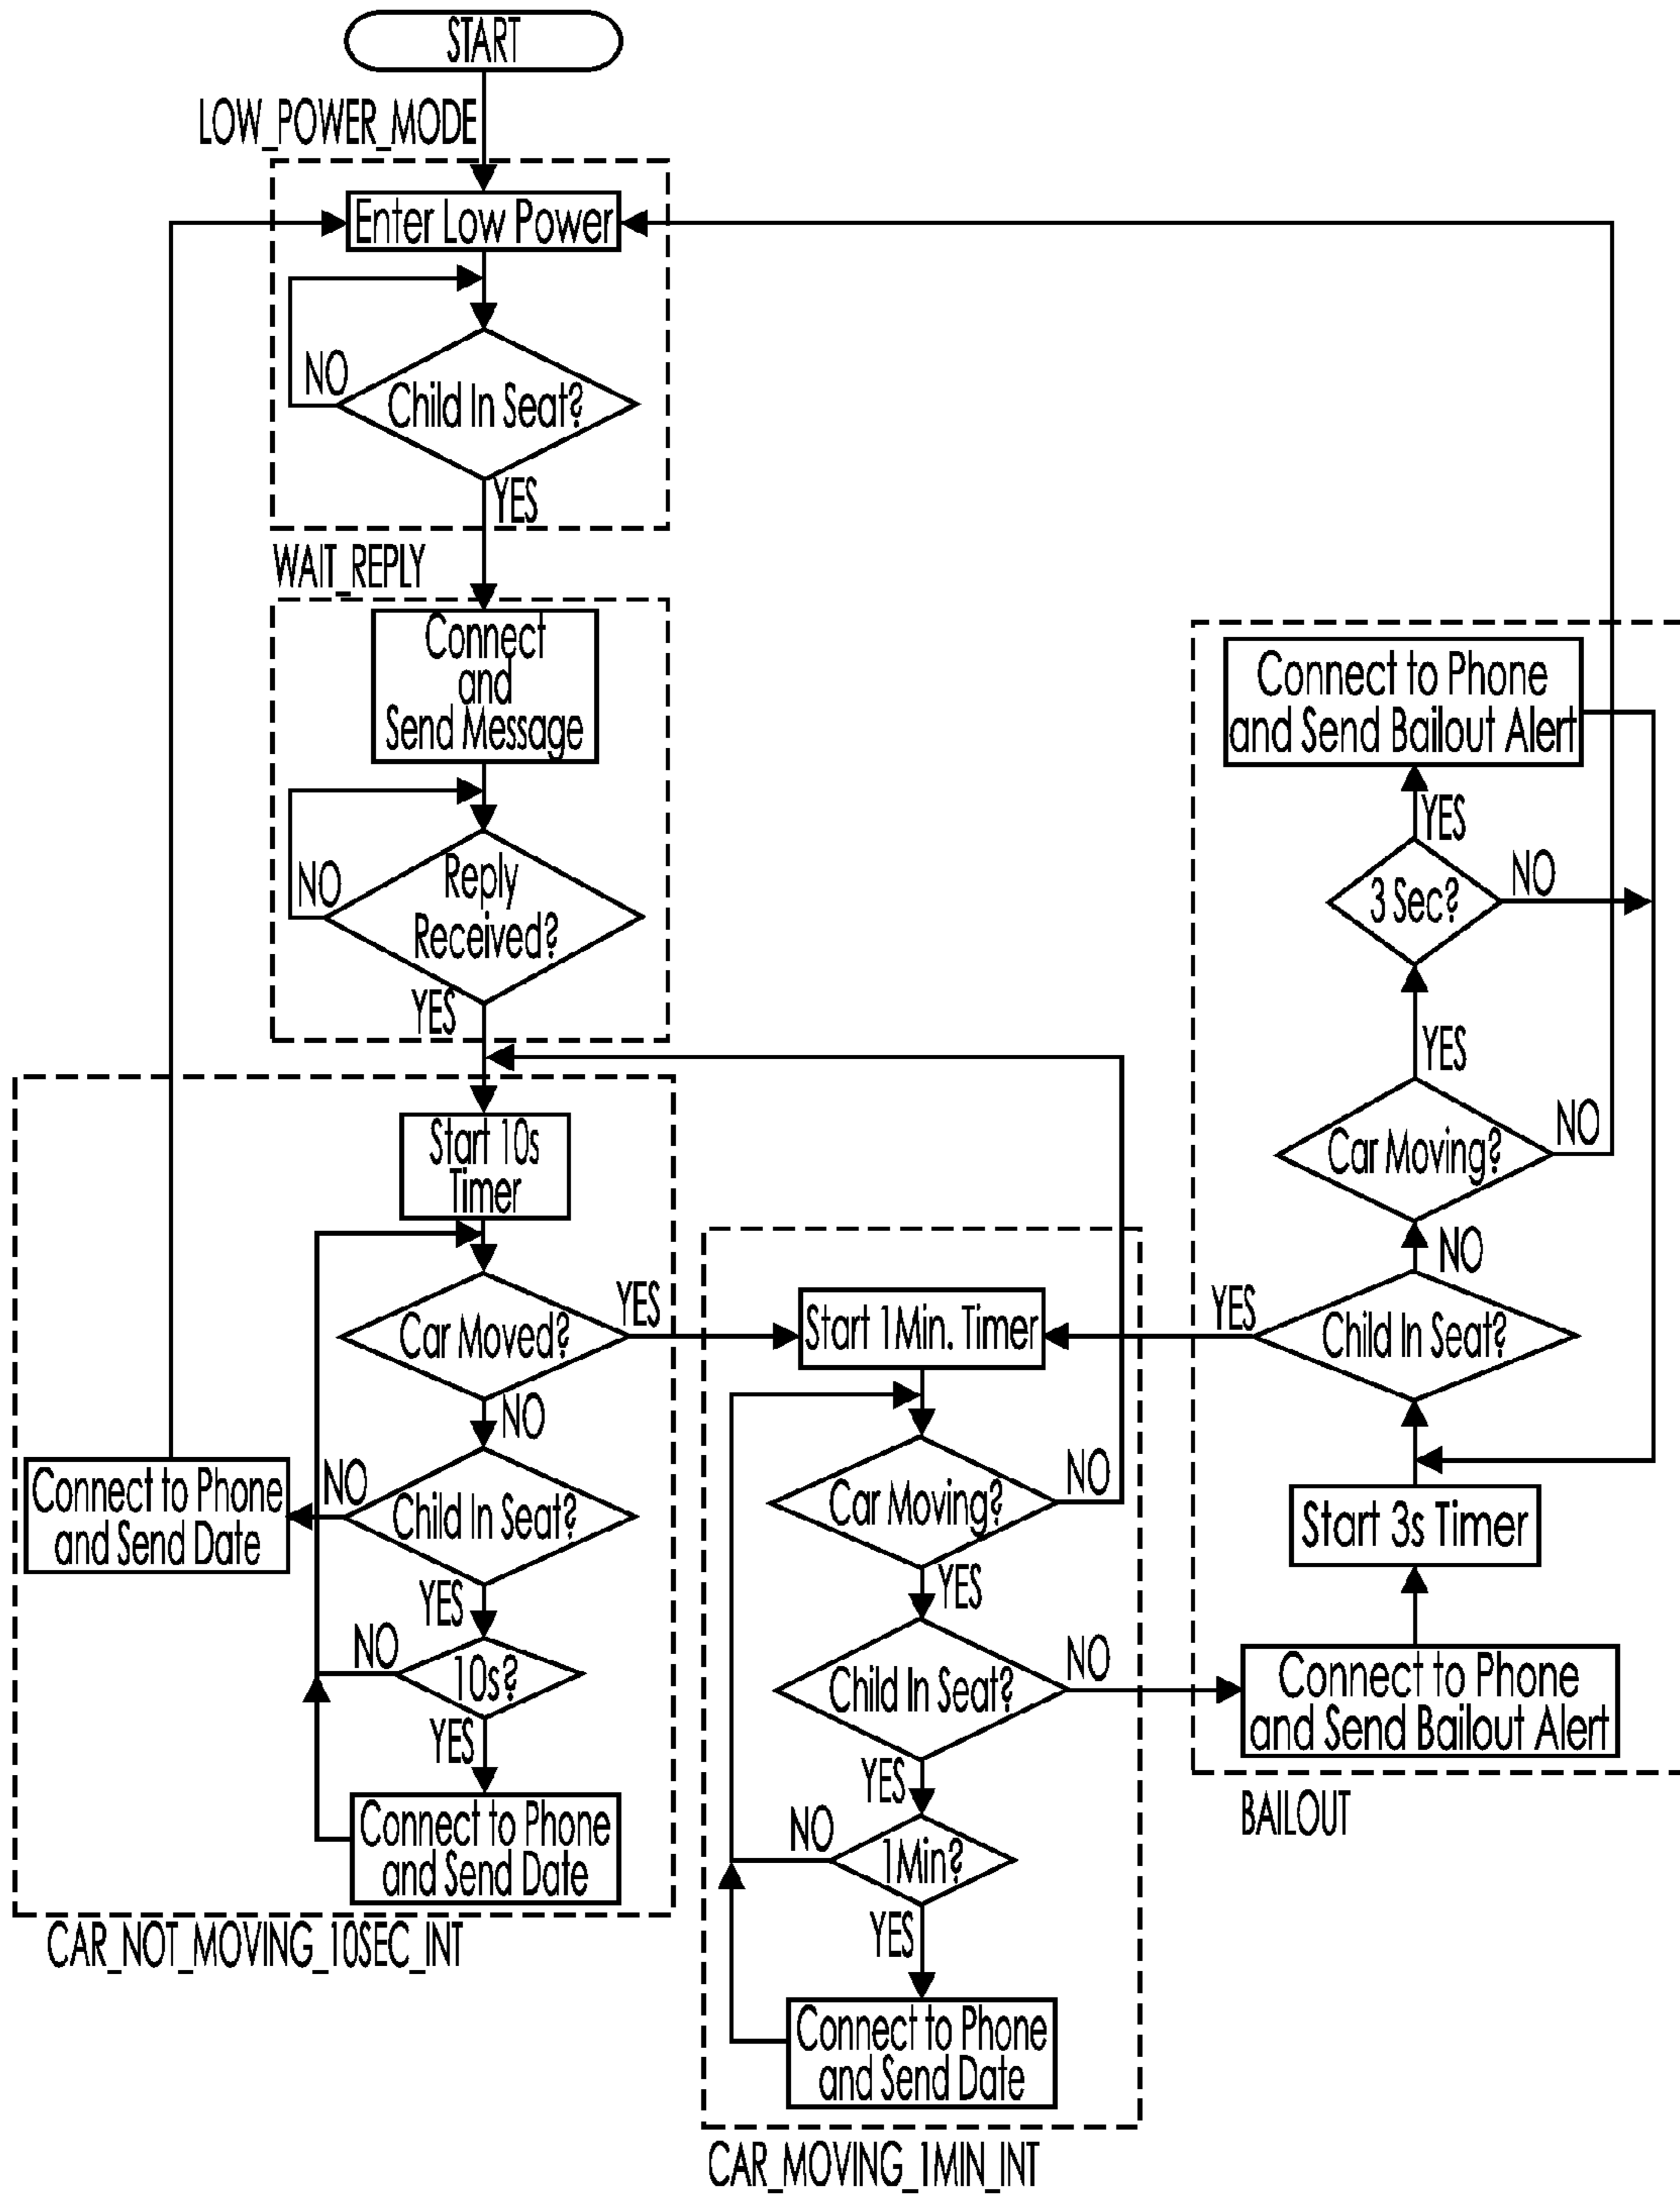 START
LOW_POWER_MODE
Enter Low Power
NO
Child In Seat?
YES
WAIT_REPLY
Connect
and
Send Message
NO
Reply
Received?
YES
Start 10s
Timer
Car Moved?
YES
NO
Connect to Phone
and Send Date
NO
Child In Seat?
YES
NO
10s?
YES
Connect to Phone
and Send Date
CAR_NOT_MOVING_10SEC_INT
Start 1Min. Timer
Car Moving?
NO
YES
Child In Seat?
NO
YES
NO
1Min?
YES
Connect to Phone
and Send Date
CAR_MOVING_1MIN_INT
Connect to Phone
and Send Bailout Alert
YES
3 Sec?
NO
YES
Car Moving?
NO
NO
YES
Child In Seat?
Start 3s Timer
Connect to Phone
and Send Bailout Alert
BAILOUT